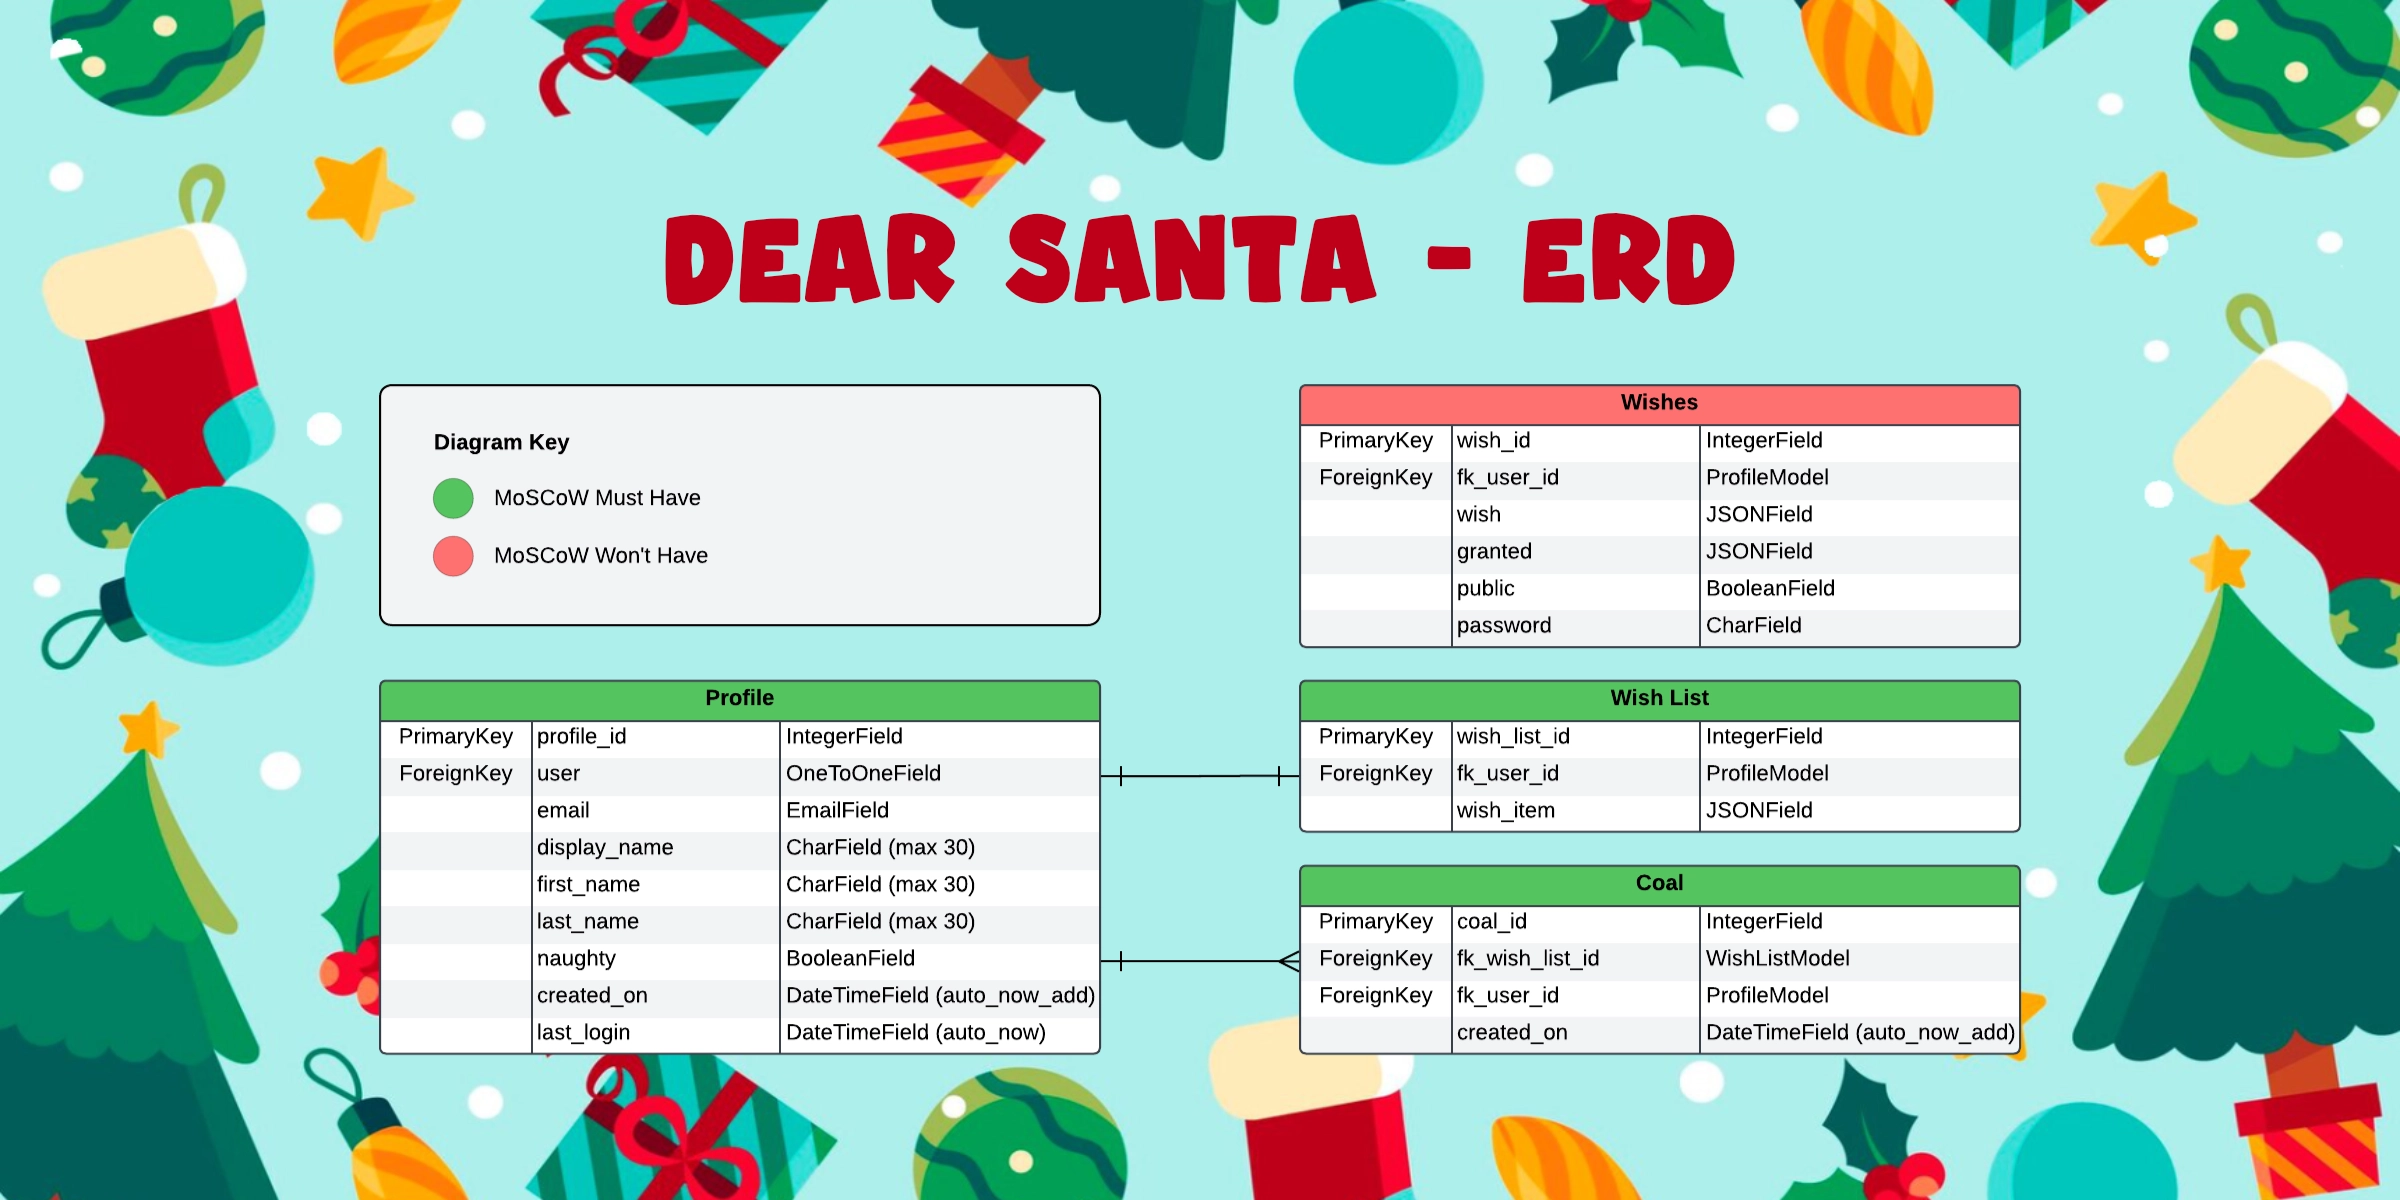 DEAR SANTA - ERD
Diagram Key
MoSCoW Must Have
MoSCoW Won't Have
Wishes
PrimaryKey wish_id IntegerField
ForeignKey fk_user_id ProfileModel
wish JSONField
granted JSONField
public BooleanField
password CharField
Profile
PrimaryKey profile_id IntegerField
ForeignKey user OneToOneField
email EmailField
display_name CharField (max 30)
first_name CharField (max 30)
last_name CharField (max 30)
naughty BooleanField
created_on DateTimeField (auto_now_add)
last_login DateTimeField (auto_now)
Wish List
PrimaryKey wish_list_id IntegerField
ForeignKey fk_user_id ProfileModel
wish_item JSONField
Coal
PrimaryKey coal_id IntegerField
ForeignKey fk_wish_list_id WishListModel
ForeignKey fk_user_id ProfileModel
created_on DateTimeField (auto_now_add)